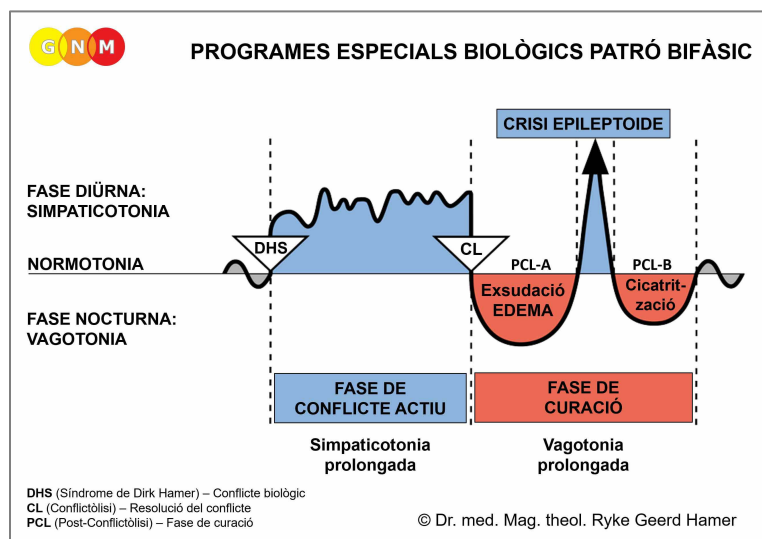 G N M
PROGRAMES ESPECIALS BIOLÒGICS PATRÓ BIFÀSIC
CRISI EPILEPTOIDE
FASE DIÜRNA:
SIMPATICOTONIA
DHS
CL
NORMOTONIA
PCL-A
PCL-B
Exsudació
EDEMA
Cicatrit-
zació
FASE NOCTURNA:
VAGOTONIA
FASE DE
CONFLICTE ACTIU
FASE DE
CURACIÓ
Simpaticotonia
prolongada
Vagotonia
prolongada
DHS (Síndrome de Dirk Hamer) – Conflicte biològic
CL (Conflictòlisi) – Resolució del conflicte
PCL (Post-Conflictòlisi) – Fase de curació
© Dr. med. Mag. theol. Ryke Geerd Hamer